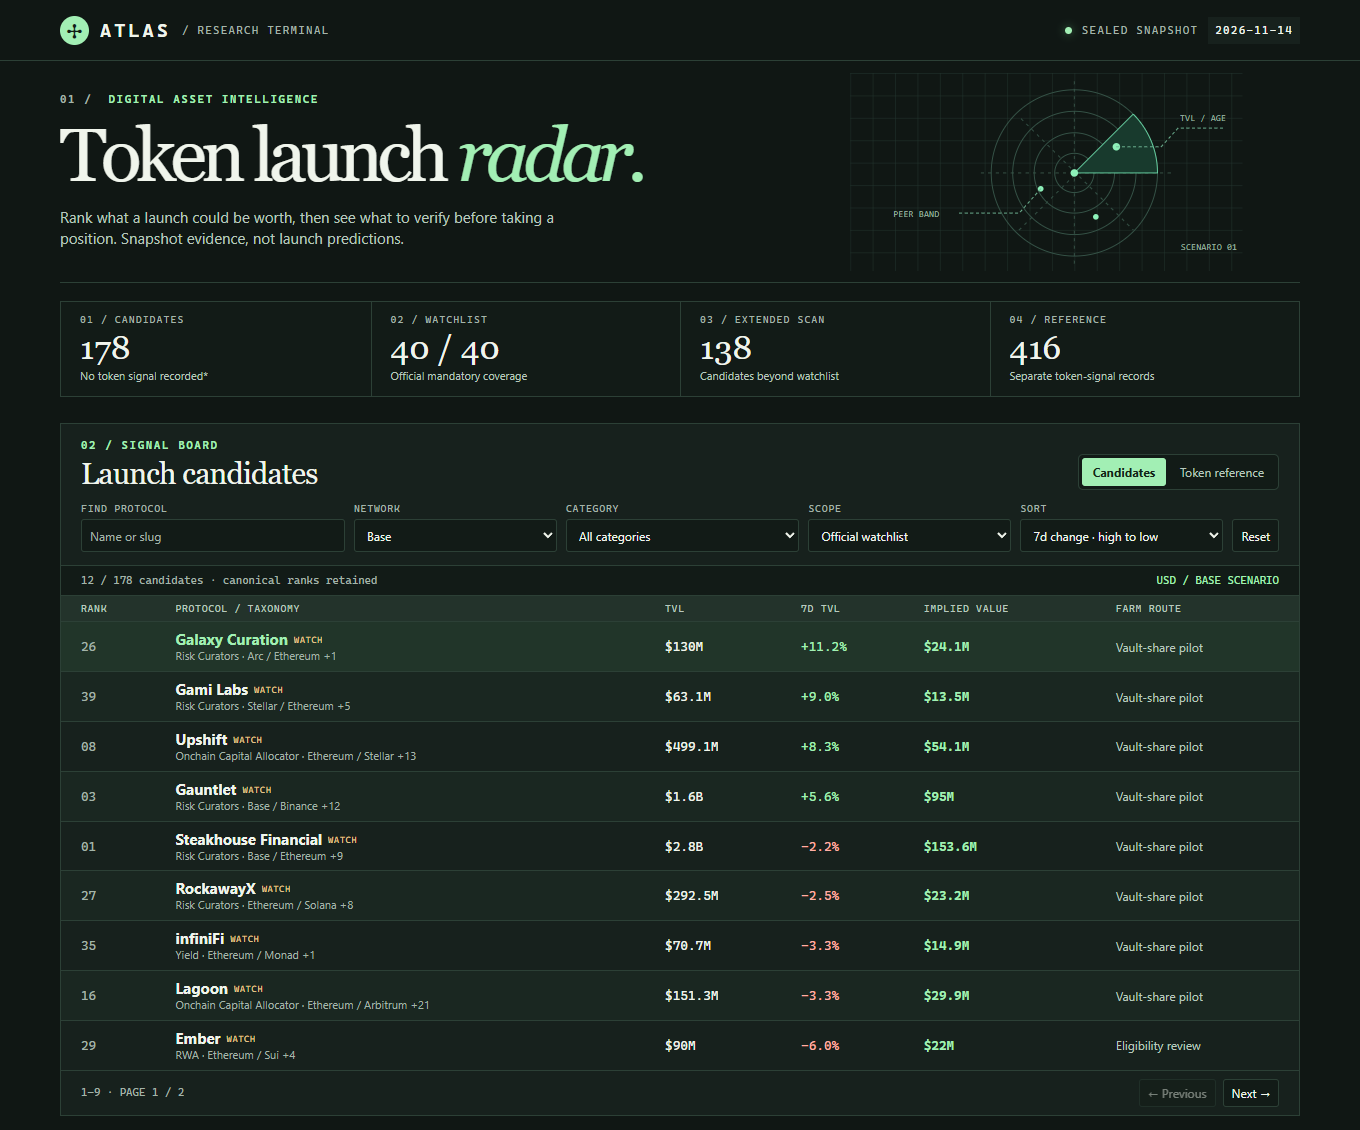 ATLAS / RESEARCH TERMINAL
SEALED SNAPSHOT 2026-11-14
01 / DIGITAL ASSET INTELLIGENCE
Token launch radar.
Rank what a launch could be worth, then see what to verify before taking a
position. Snapshot evidence, not launch predictions.
TVL / AGE
PEER BAND
SCENARIO 01
01 / CANDIDATES
178
No token signal recorded*
02 / WATCHLIST
40 / 40
Official mandatory coverage
03 / EXTENDED SCAN
138
Candidates beyond watchlist
04 / REFERENCE
416
Separate token-signal records
02 / SIGNAL BOARD
Launch candidates
Candidates Token reference
FIND PROTOCOL NETWORK CATEGORY SCOPE SORT
Name or slug Base All categories Official watchlist 7d change · high to low Reset
12 / 178 candidates · canonical ranks retained USD / BASE SCENARIO
RANK PROTOCOL / TAXONOMY TVL 7D TVL IMPLIED VALUE FARM ROUTE
26 Galaxy Curation WATCH $130M +11.2% $24.1M Vault-share pilot
Risk Curators · Arc / Ethereum +1
39 Gami Labs WATCH $63.1M +9.0% $13.5M Vault-share pilot
Risk Curators · Stellar / Ethereum +5
08 Upshift WATCH $499.1M +8.3% $54.1M Vault-share pilot
Onchain Capital Allocator · Ethereum / Stellar +13
03 Gauntlet WATCH $1.6B +5.6% $95M Vault-share pilot
Risk Curators · Base / Binance +12
01 Steakhouse Financial WATCH $2.8B −2.2% $153.6M Vault-share pilot
Risk Curators · Base / Ethereum +9
27 RockawayX WATCH $292.5M −2.5% $23.2M Vault-share pilot
Risk Curators · Ethereum / Solana +8
35 infiniFi WATCH $70.7M −3.3% $14.9M Vault-share pilot
Yield · Ethereum / Monad +1
16 Lagoon WATCH $151.3M −3.3% $29.9M Vault-share pilot
Onchain Capital Allocator · Ethereum / Arbitrum +21
29 Ember WATCH $90M −6.0% $22M Eligibility review
RWA · Ethereum / Sui +4
1–9 · PAGE 1 / 2 ← Previous Next →